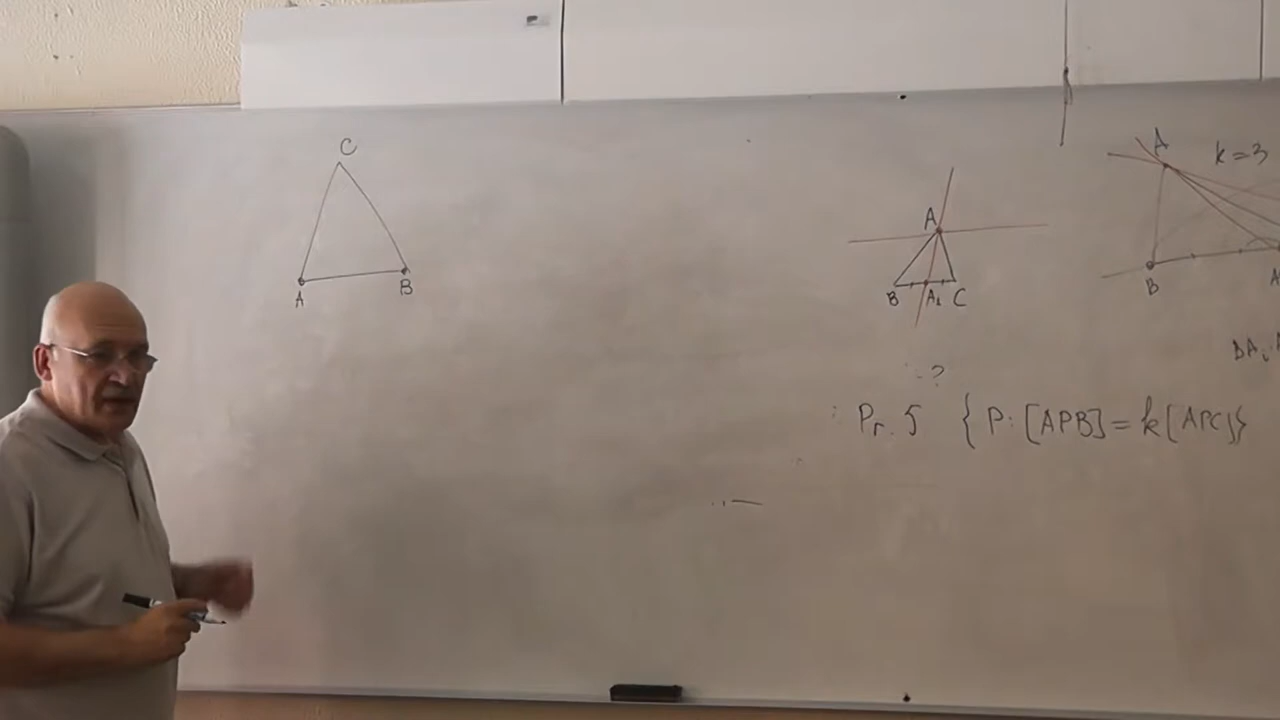 C
A
B
A
B
A₁
C
A
k=3
B
A
?
Pr. 5 { P: [APB] = k[APC]}